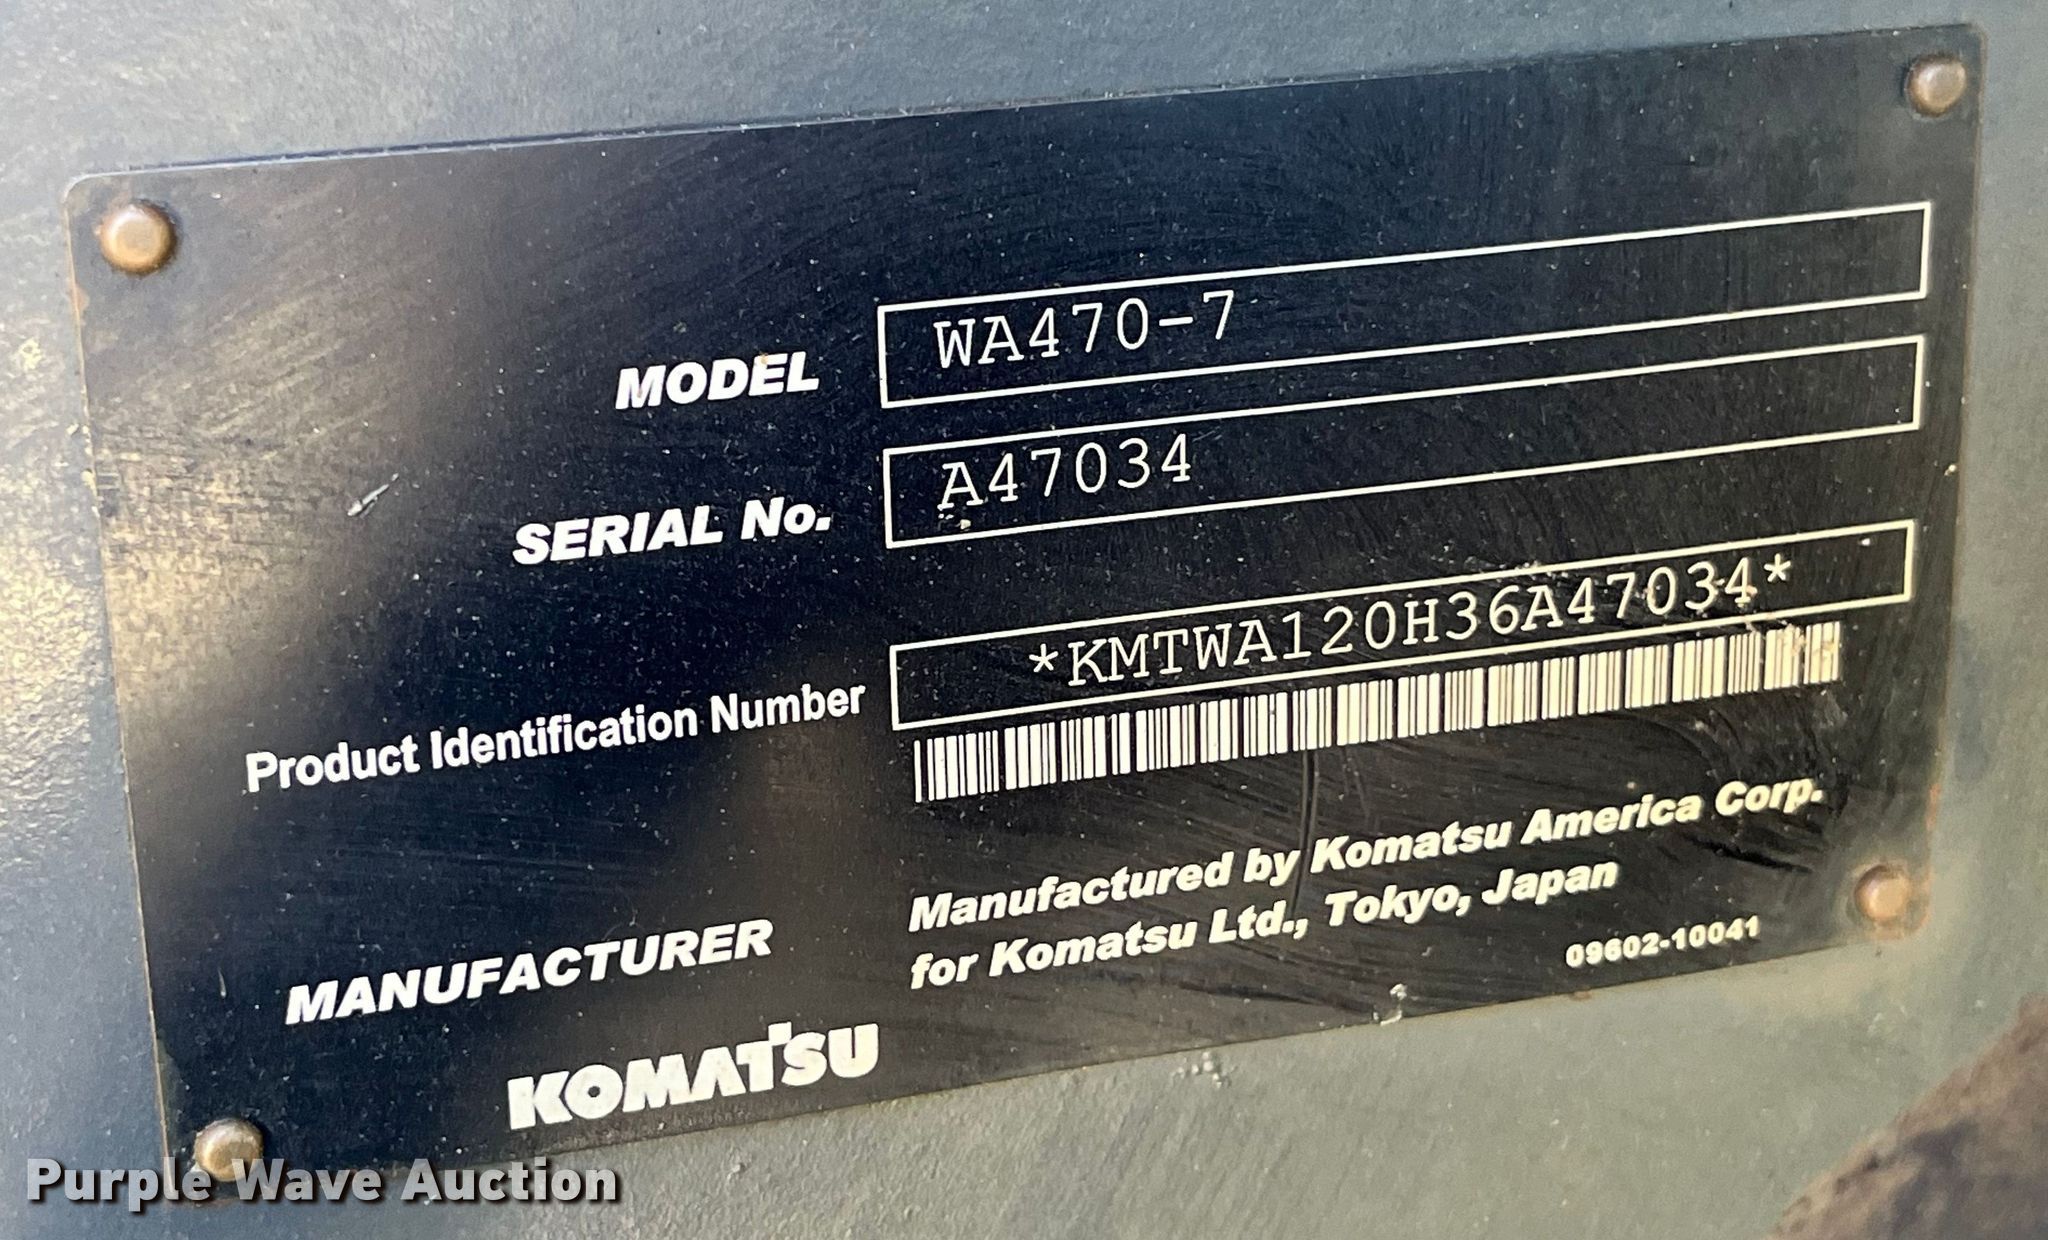 MODEL WA470-7
SERIAL No. A47034
Product Identification Number *KMTWA120H36A47034*
MANUFACTURER Manufactured by Komatsu America Corp.
for Komatsu Ltd., Tokyo, Japan
09602-10041
KOMATSU
Purple Wave Auction